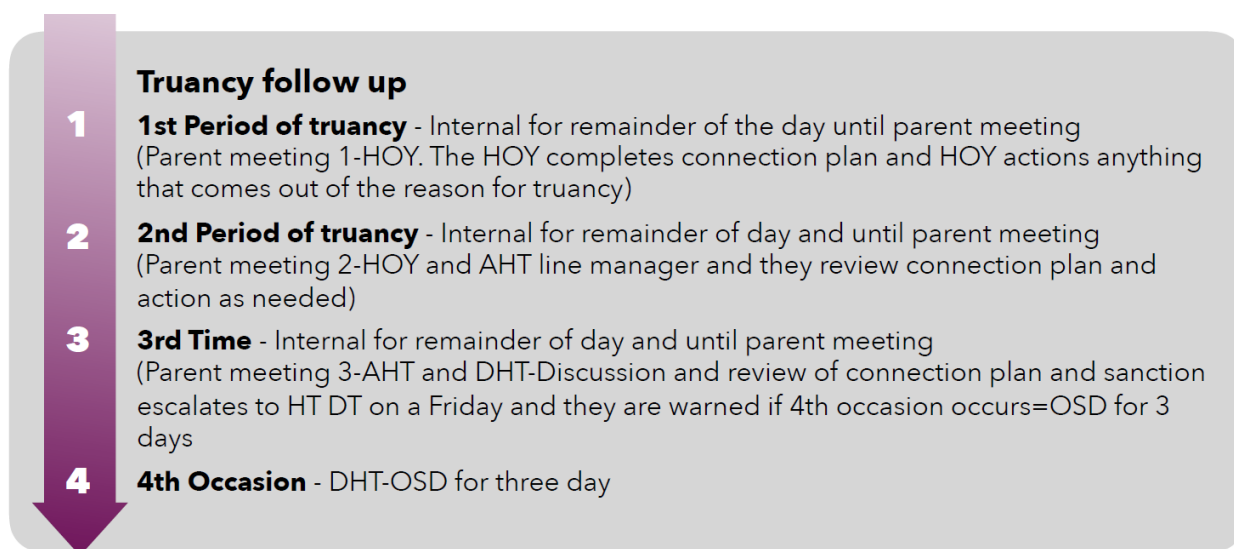 Truancy follow up
1 1st Period of truancy - Internal for remainder of the day until parent meeting
(Parent meeting 1-HOY. The HOY completes connection plan and HOY actions anything
that comes out of the reason for truancy)
2 2nd Period of truancy - Internal for remainder of day and until parent meeting
(Parent meeting 2-HOY and AHT line manager and they review connection plan and
action as needed)
3 3rd Time - Internal for remainder of day and until parent meeting
(Parent meeting 3-AHT and DHT-Discussion and review of connection plan and sanction
escalates to HT DT on a Friday and they are warned if 4th occasion occurs=OSD for 3
days
4 4th Occasion - DHT-OSD for three day